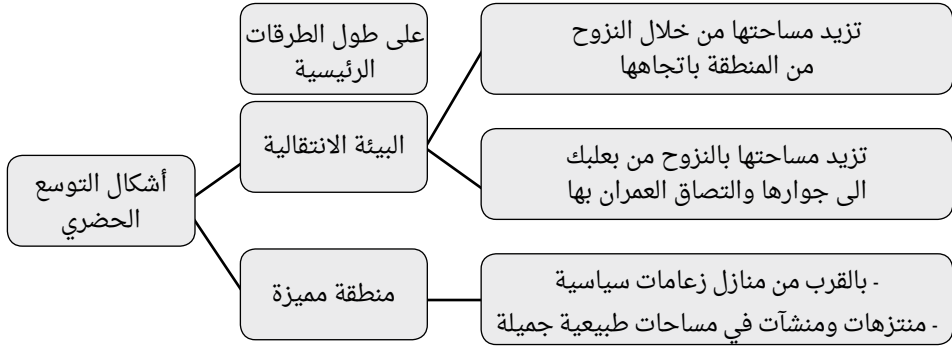 أشكال التوسع
الحضري
على طول الطرقات
الرئيسية
البيئة الانتقالية
تزيد مساحتها من خلال النزوح
من المنطقة باتجاهها
تزيد مساحتها بالنزوح من بعلبك
الى جوارها والتصاق العمران بها
منطقة مميزة
- بالقرب من منازل زعامات سياسية
- منتزهات ومنشآت في مساحات طبيعية جميلة